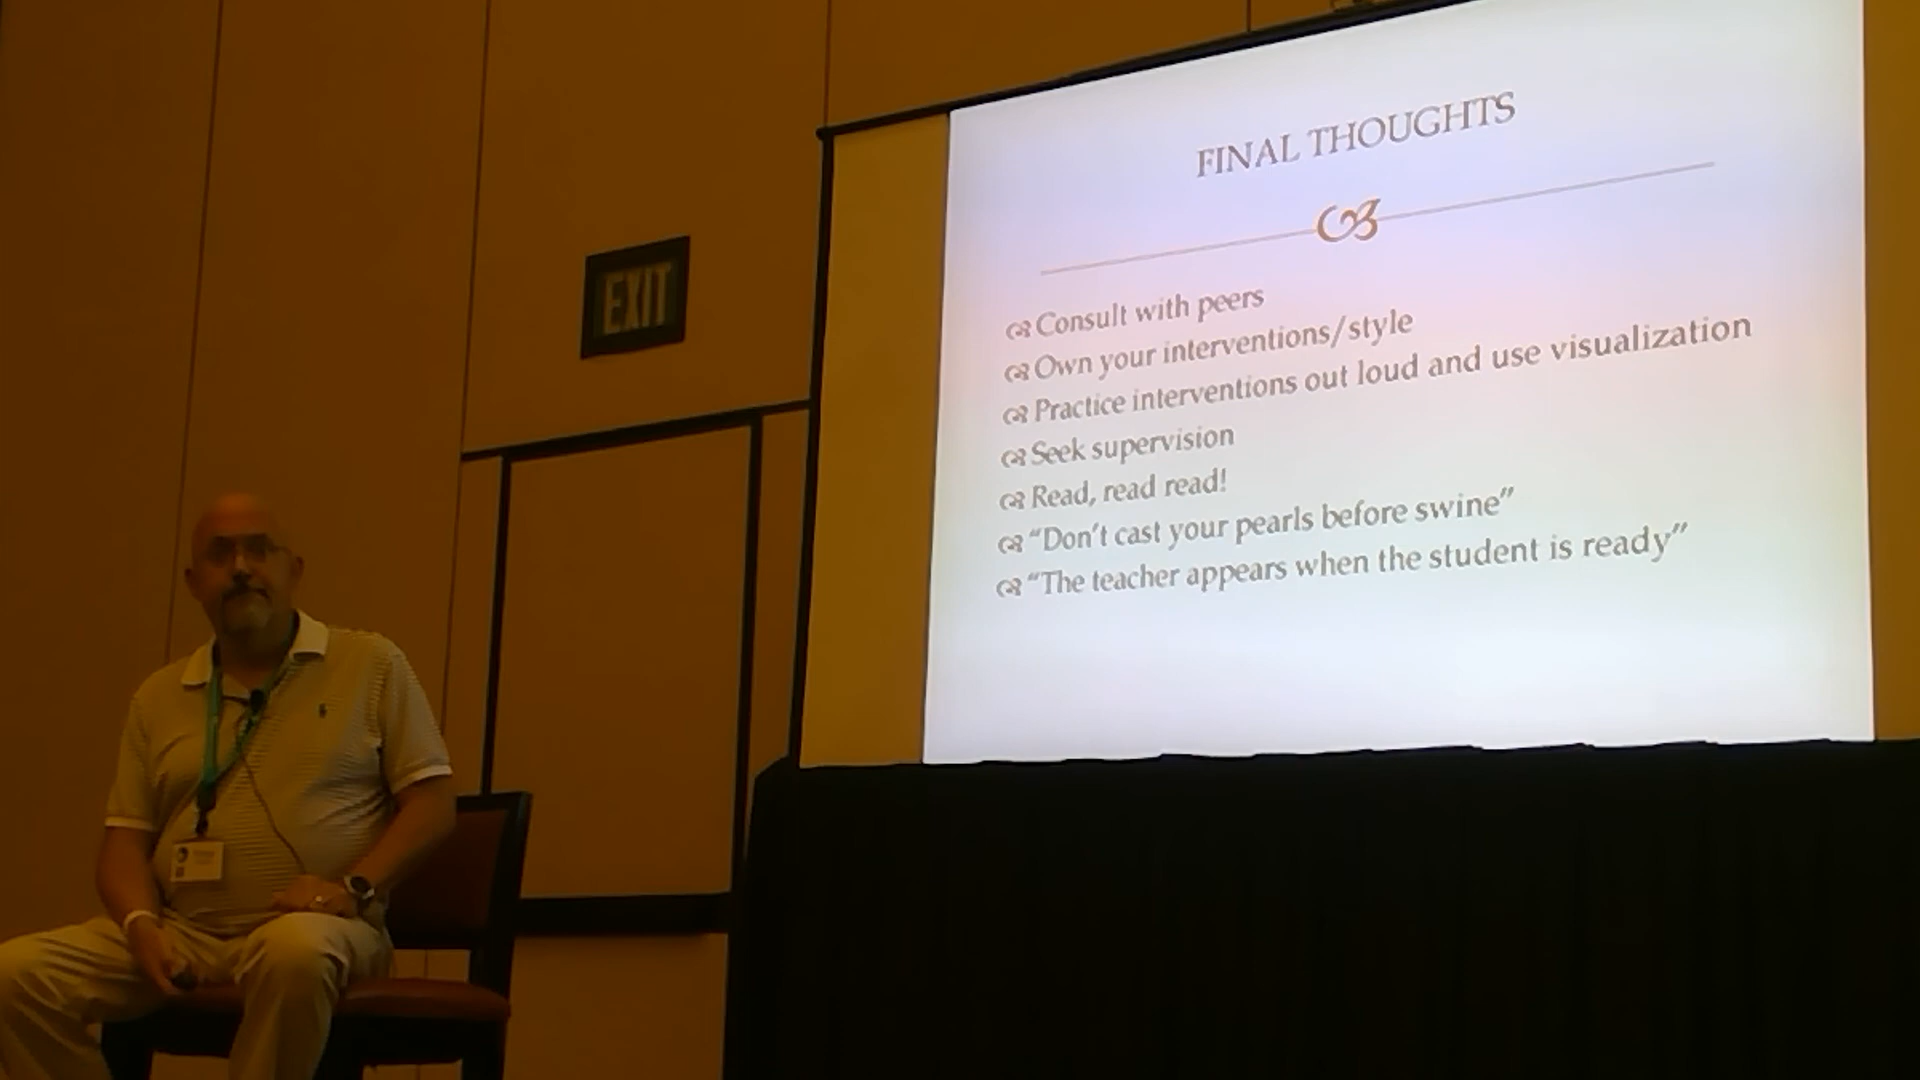 FINAL THOUGHTS
Consult with peers
Own your interventions/style
Practice interventions out loud and use visualization
Seek supervision
Read, read read!
“Don’t cast your pearls before swine”
“The teacher appears when the student is ready”
EXIT